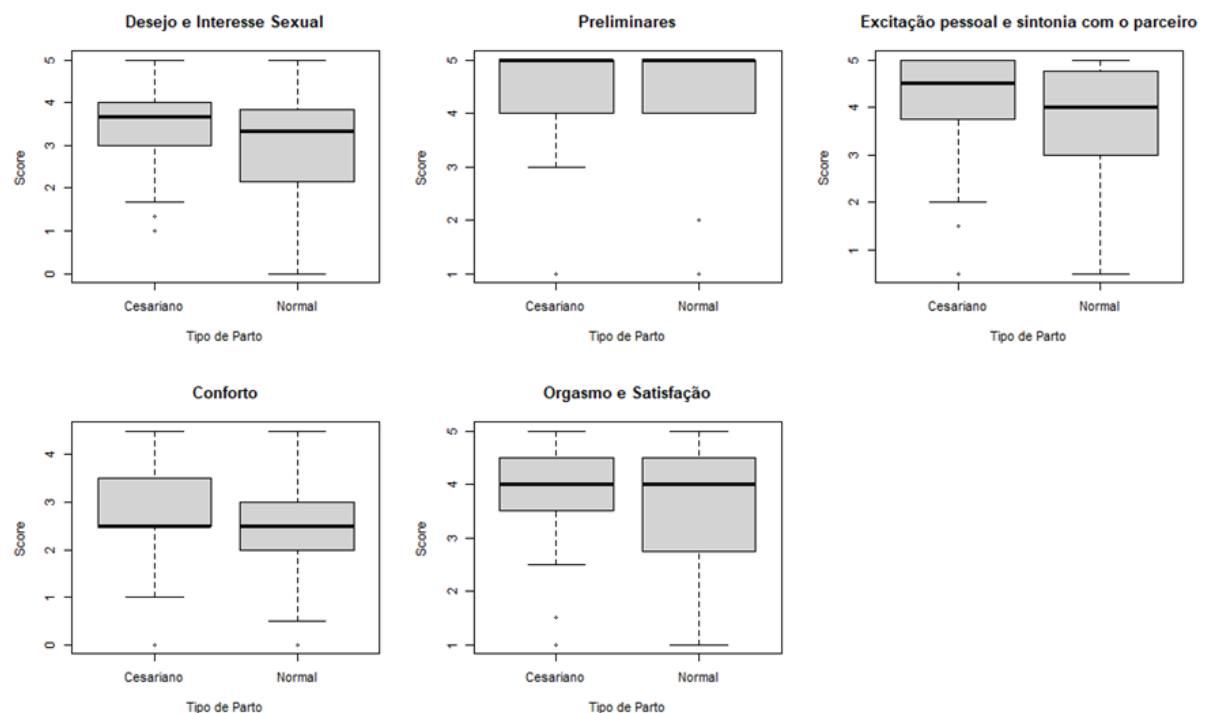 Desejo e Interesse Sexual
Score
5
4
3
2
1
0
Cesariano Normal
Tipo de Parto
Preliminares
Score
5
4
3
2
1
Cesariano Normal
Tipo de Parto
Excitação pessoal e sintonia com o parceiro
Score
5
4
3
2
1
Cesariano Normal
Tipo de Parto
Conforto
Score
4
3
2
1
0
Cesariano Normal
Tipo de Parto
Orgasmo e Satisfação
Score
5
4
3
2
1
Cesariano Normal
Tipo de Parto